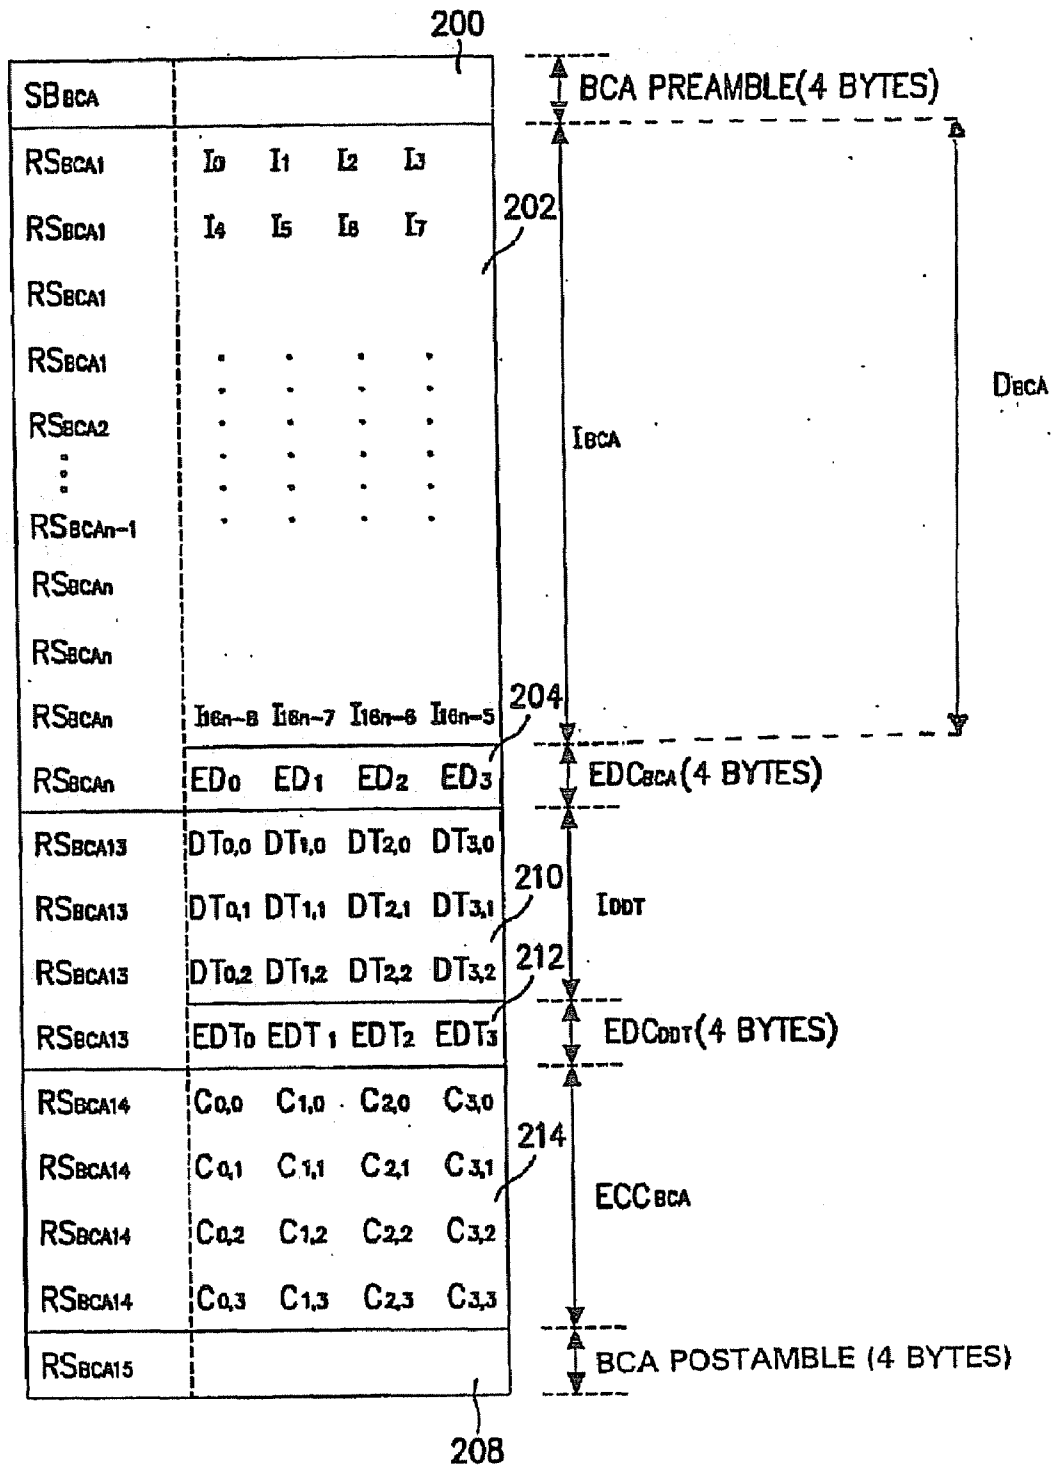 200
SBBCA
BCA PREAMBLE(4 BYTES)
RSBCA1 I0 I1 I2 I3
202
RSBCA1 I4 I5 I6 I7
RSBCA1
RSBCA1
DBCA
RSBCA2
IBCA
RSBCAn-1
RSBCAn
RSBCAn
204
RSBCAn I16n-8 I16n-7 I16n-6 I16n-5
RSBCAn ED0 ED1 ED2 ED3
EDCBCA(4 BYTES)
RSBCA13 DT0,0 DT1,0 DT2,0 DT3,0
210
RSBCA13 DT0,1 DT1,1 DT2,1 DT3,1
IDDT
RSBCA13 DT0,2 DT1,2 DT2,2 DT3,2
212
RSBCA13 EDT0 EDT1 EDT2 EDT3
EDCDDT(4 BYTES)
RSBCA14 C0,0 C1,0 C2,0 C3,0
214
RSBCA14 C0,1 C1,1 C2,1 C3,1
ECCBCA
RSBCA14 C0,2 C1,2 C2,2 C3,2
RSBCA14 C0,3 C1,3 C2,3 C3,3
RSBCA15
BCA POSTAMBLE (4 BYTES)
208